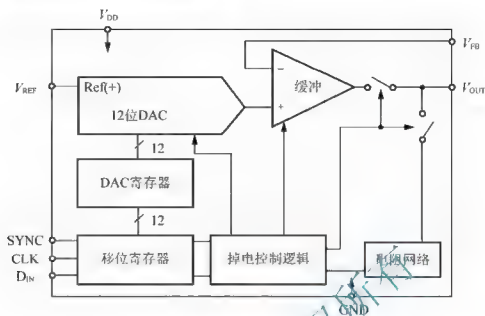 VDD
VFB
VREF
Ref(+)
12位DAC
缓冲
VOUT
12
DAC寄存器
12
SYNC
CLK
DIN
移位寄存器
掉电控制逻辑
电阻网络
GND